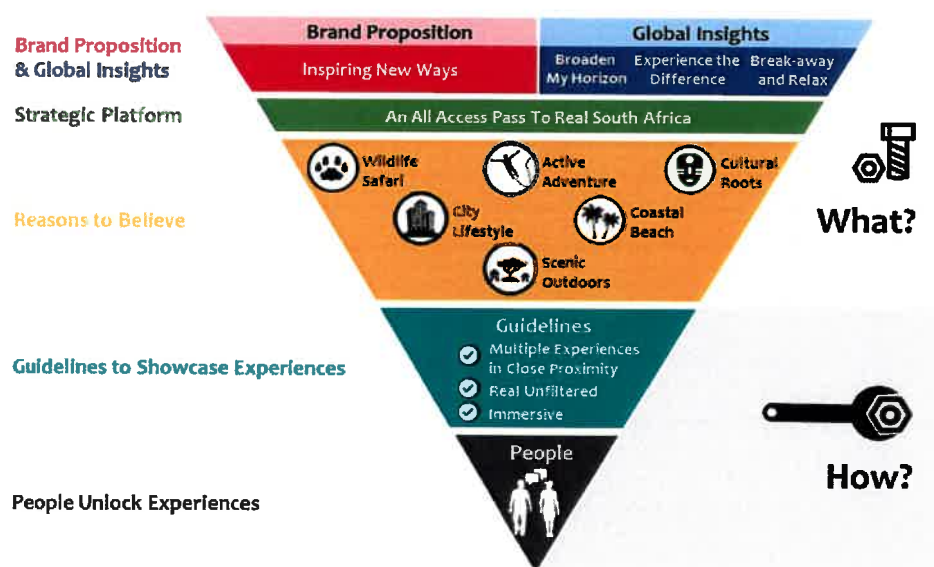 Brand Proposition
& Global Insights
Brand Proposition
Global Insights
Inspiring New Ways
Broaden
My Horizon
Experience the
Difference
Break-away
and Relax
Strategic Platform
An All Access Pass To Real South Africa
Reasons to Believe
Wildlife
Safari
Active
Adventure
Cultural
Roots
City
Lifestyle
Coastal
Beach
Scenic
Outdoors
What?
Guidelines to Showcase Experiences
Guidelines
Multiple Experiences
in Close Proximity
Real Unfiltered
Immersive
How?
People Unlock Experiences
People